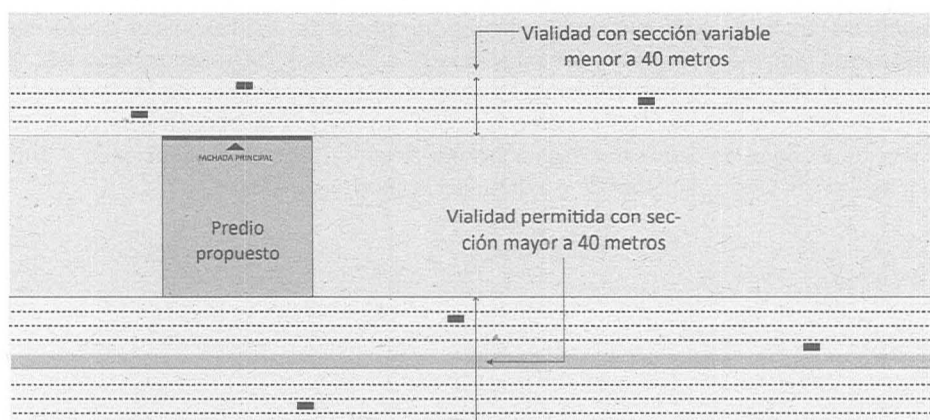 Vialidad con sección variable
menor a 40 metros
FACHADA PRINCIPAL
Predio
propuesto
Vialidad permitida con sec-
ción mayor a 40 metros